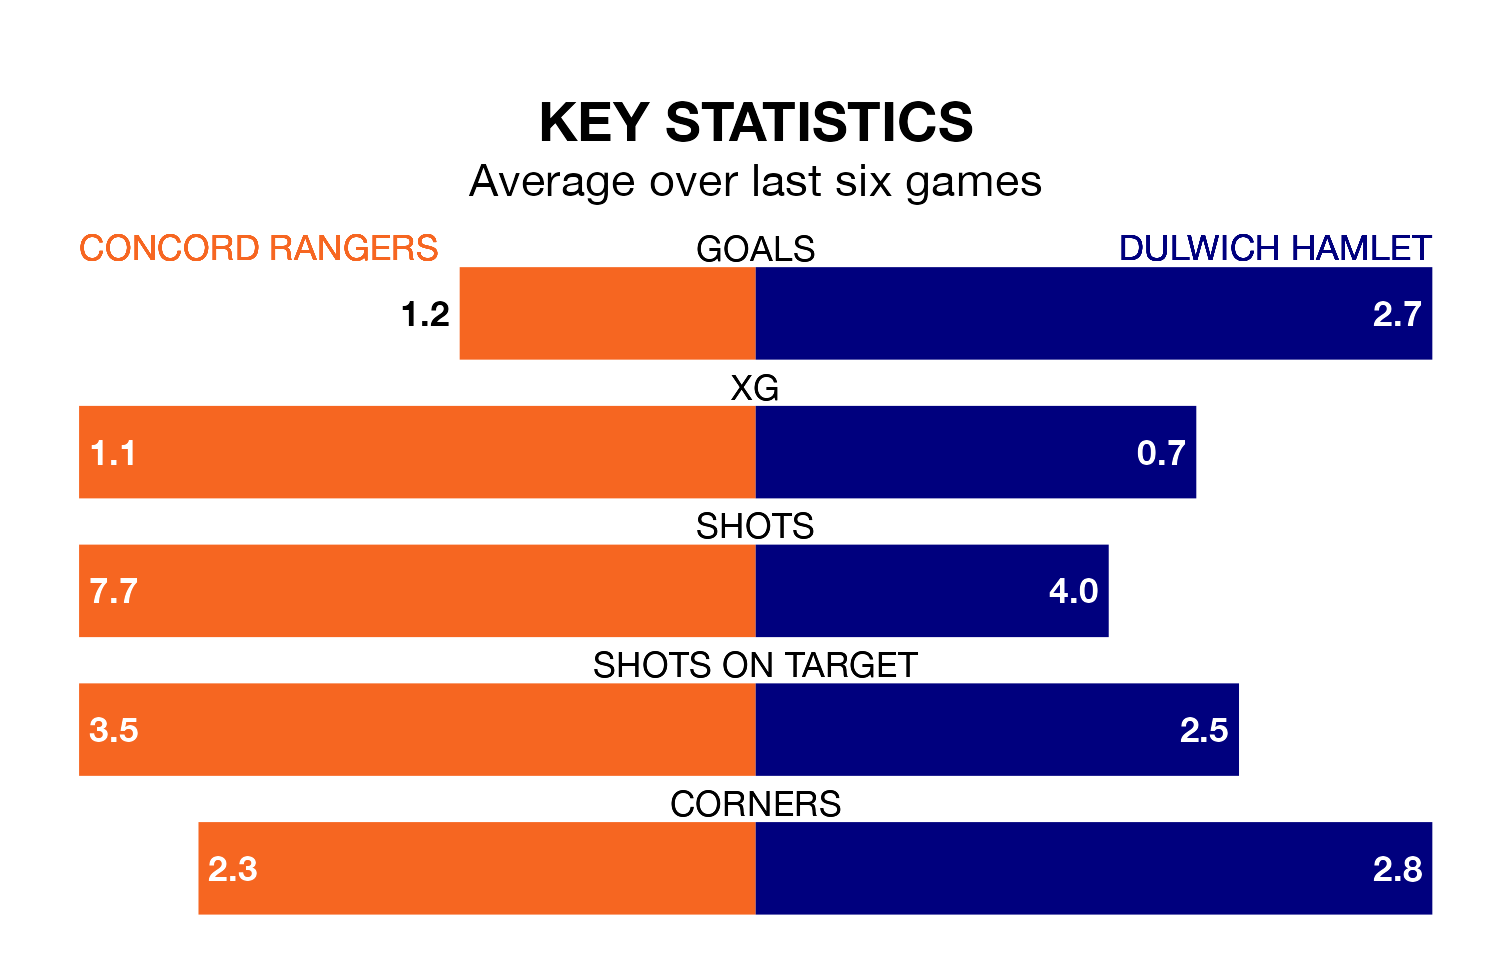 KEY STATISTICS
Average over last six games
CONCORD RANGERS GOALS DULWICH HAMLET
1.2 2.7
XG
1.1 0.7
SHOTS
7.7 4.0
SHOTS ON TARGET
3.5 2.5
CORNERS
2.3 2.8